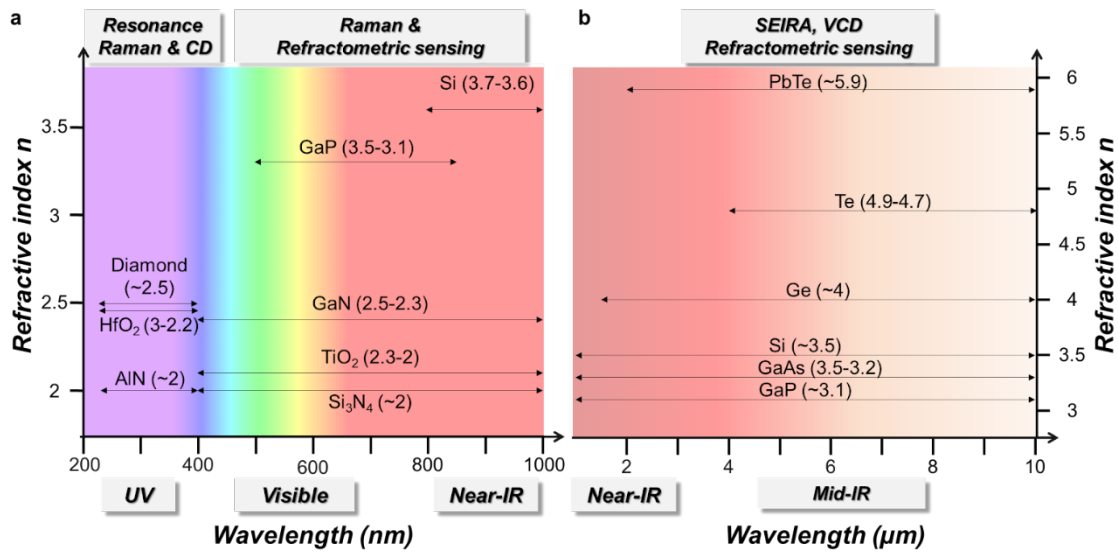 a
Resonance
Raman & CD
Raman &
Refractometric sensing
Refractive index n
3.5
3
2.5
2
Si (3.7-3.6)
GaP (3.5-3.1)
Diamond
(~2.5)
HfO₂ (3-2.2)
GaN (2.5-2.3)
TiO₂ (2.3-2)
AlN (~2)
Si₃N₄ (~2)
200
400
600
800
1000
UV
Visible
Near-IR
Wavelength (nm)
b
SEIRA, VCD
Refractometric sensing
PbTe (~5.9)
Te (4.9-4.7)
Ge (~4)
Si (~3.5)
GaAs (3.5-3.2)
GaP (~3.1)
6
5.5
5
4.5
4
3.5
3
Refractive index n
2
4
6
8
10
Near-IR
Mid-IR
Wavelength (μm)